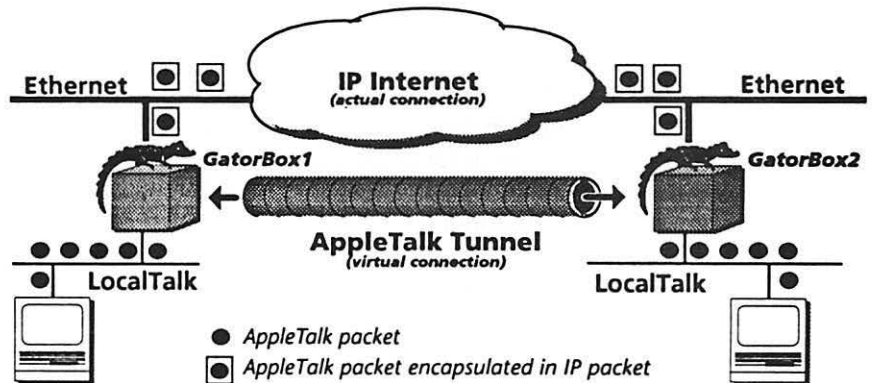 Ethernet
IP Internet
(actual connection)
Ethernet
GatorBox1
GatorBox2
AppleTalk Tunnel
(virtual connection)
LocalTalk
LocalTalk
AppleTalk packet
AppleTalk packet encapsulated in IP packet